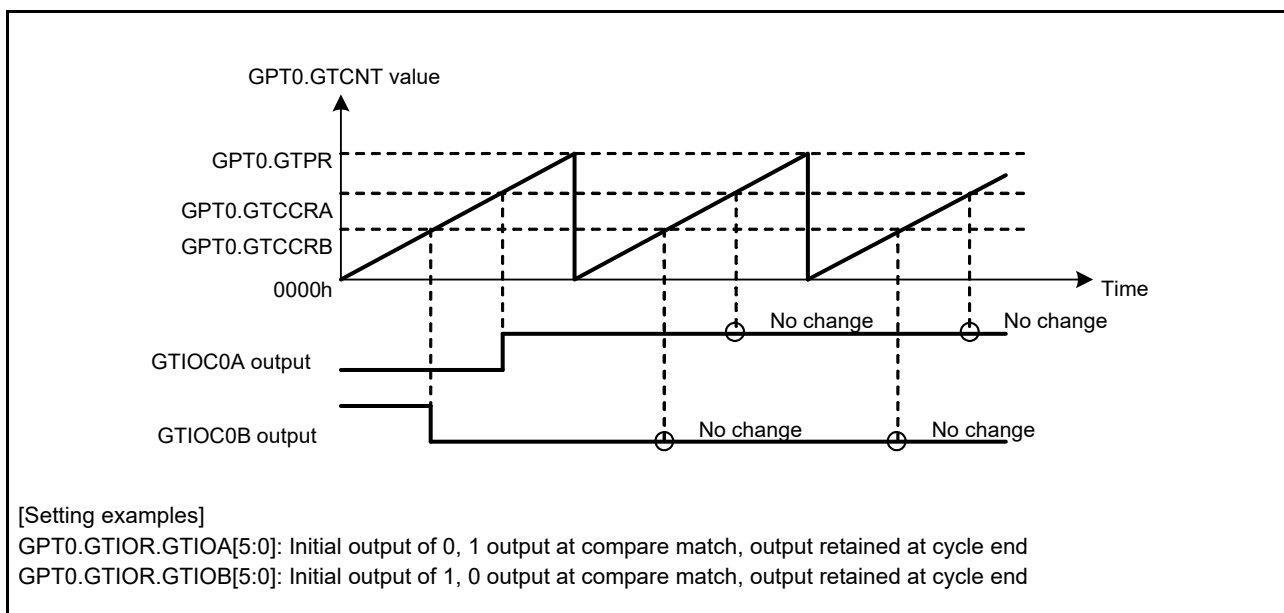 GPT0.GTCNT value
GPT0.GTPR
GPT0.GTCCRA
GPT0.GTCCRB
0000h
Time
No change
No change
GTIOC0A output
No change
No change
GTIOC0B output
[Setting examples]
GPT0.GTIOR.GTIOA[5:0]: Initial output of 0, 1 output at compare match, output retained at cycle end
GPT0.GTIOR.GTIOB[5:0]: Initial output of 1, 0 output at compare match, output retained at cycle end